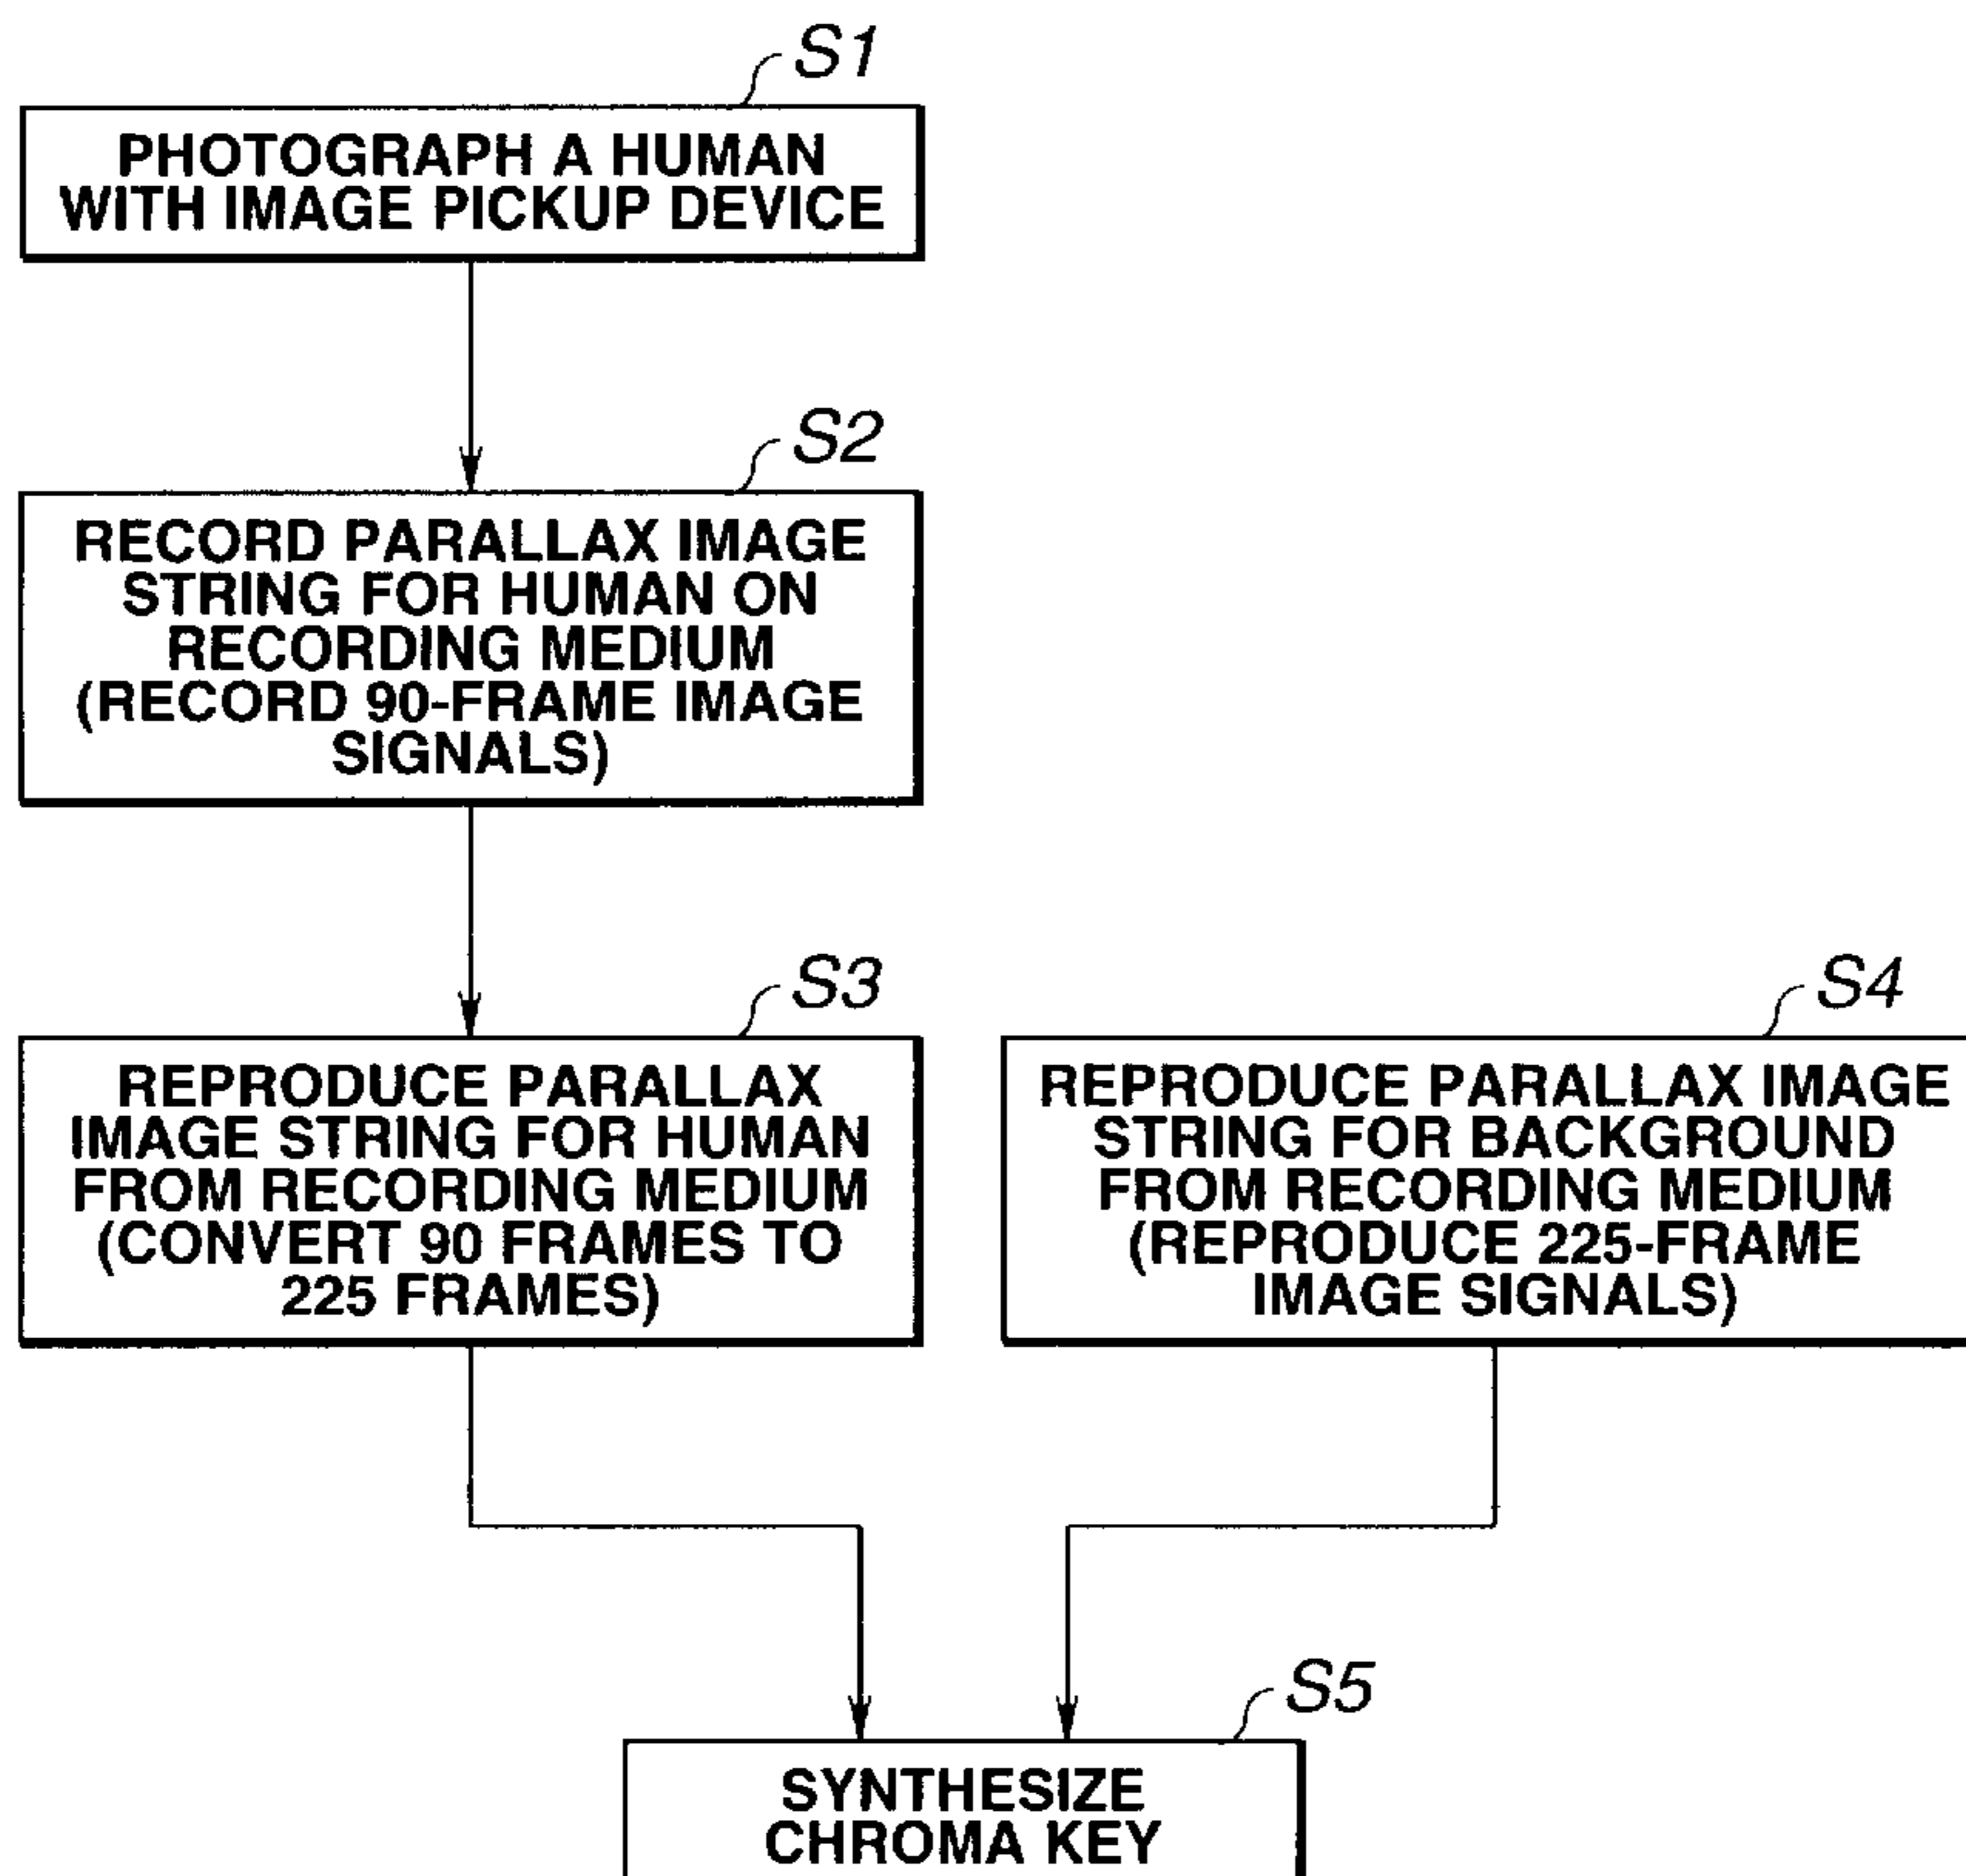 S1
PHOTOGRAPH A HUMAN
WITH IMAGE PICKUP DEVICE
S2
RECORD PARALLAX IMAGE
STRING FOR HUMAN ON
RECORDING MEDIUM
(RECORD 90-FRAME IMAGE
SIGNALS)
S3
REPRODUCE PARALLAX
IMAGE STRING FOR HUMAN
FROM RECORDING MEDIUM
(CONVERT 90 FRAMES TO
225 FRAMES)
S4
REPRODUCE PARALLAX IMAGE
STRING FOR BACKGROUND
FROM RECORDING MEDIUM
(REPRODUCE 225-FRAME
IMAGE SIGNALS)
S5
SYNTHESIZE
CHROMA KEY